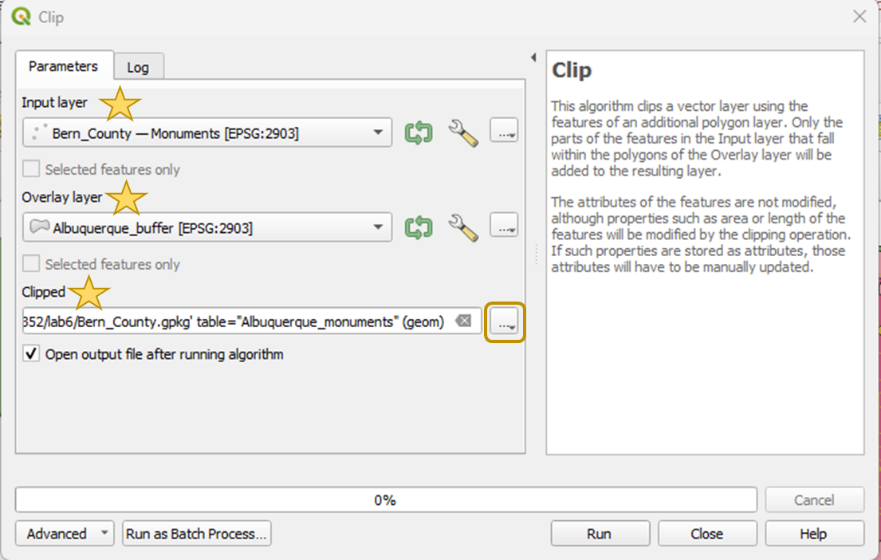 Clip
Parameters
Log
Input layer
Bern_County — Monuments [EPSG:2903]
...
Selected features only
Overlay layer
Albuquerque_buffer [EPSG:2903]
...
Selected features only
Clipped
352/lab6/Bern_County.gpkg' table="Albuquerque_monuments" (geom)
...
Open output file after running algorithm
Clip
This algorithm clips a vector layer using the
features of an additional polygon layer. Only the
parts of the features in the Input layer that fall
within the polygons of the Overlay layer will be
added to the resulting layer.
The attributes of the features are not modified,
although properties such as area or length of the
features will be modified by the clipping operation.
If such properties are stored as attributes, those
attributes will have to be manually updated.
0%
Cancel
Advanced
Run as Batch Process...
Run
Close
Help